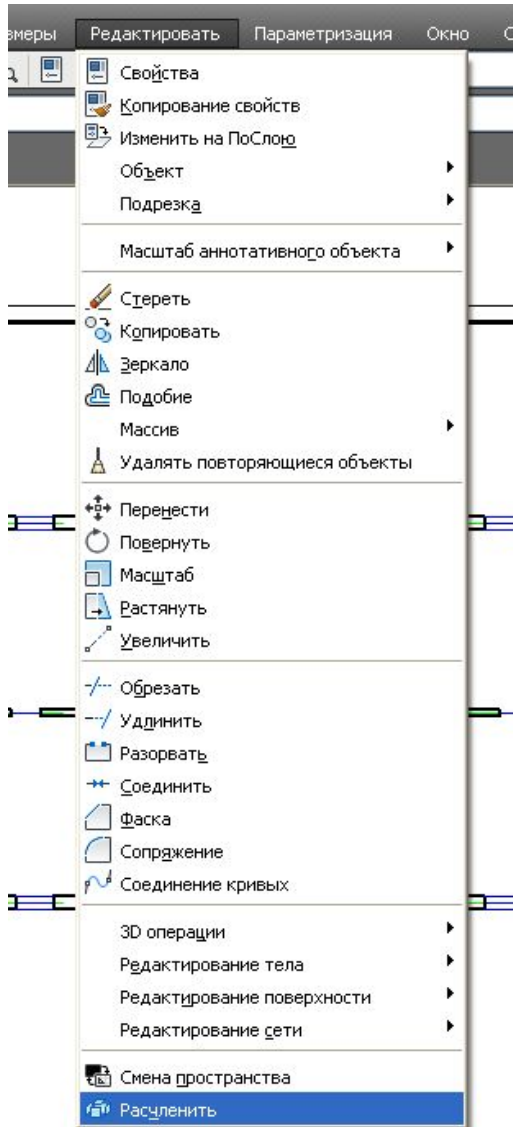 змеры Редактировать Параметризация Окно С
Свойства
Копирование свойств
Изменить на ПоСлою
Объект
Подрезка
Масштаб аннотативного объекта
Стереть
Копировать
Зеркало
Подобие
Массив
Удалять повторяющиеся объекты
Перенести
Повернуть
Масштаб
Растянуть
Увеличить
Обрезать
Удлинить
Разорвать
Соединить
Фаска
Сопряжение
Соединение кривых
3D операции
Редактирование тела
Редактирование поверхности
Редактирование сети
Смена пространства
Расчленить